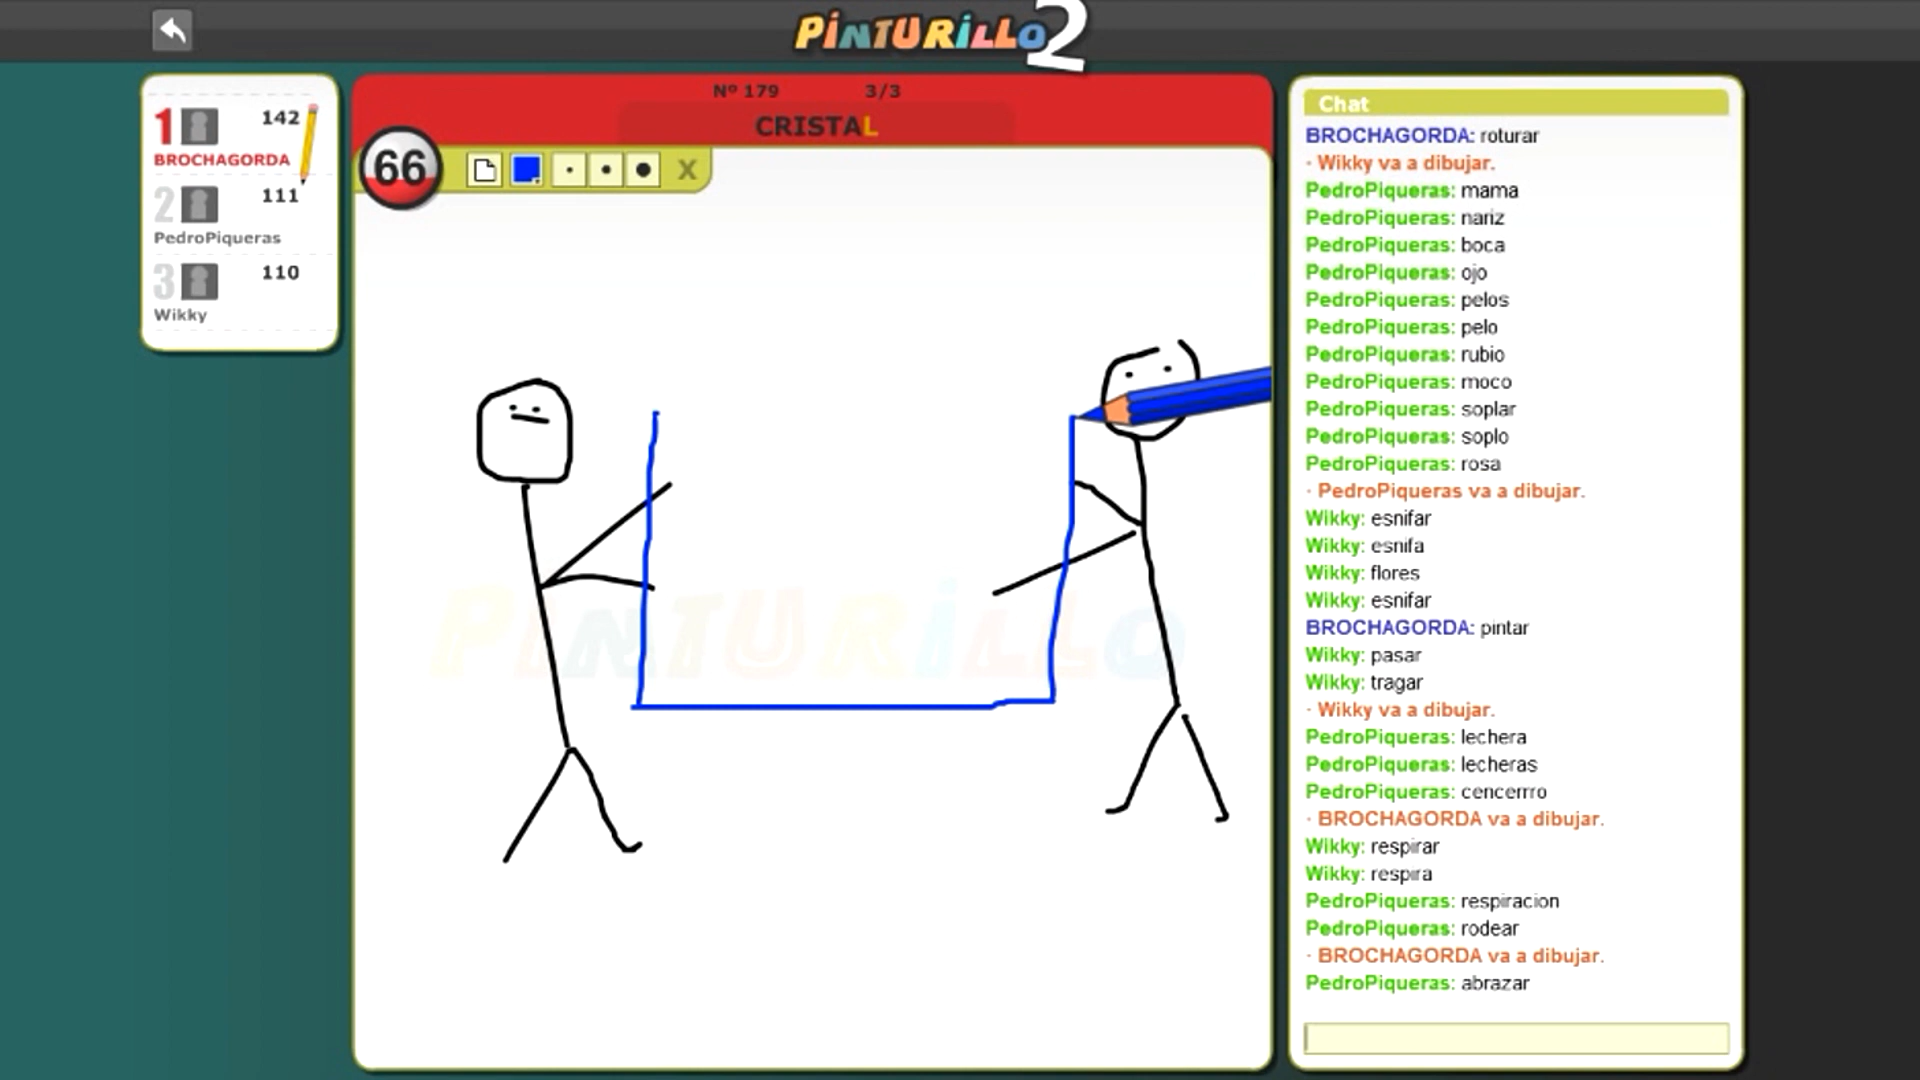 PINTURILLO 2
1 142
BROCHAGORDA
2 111
PedroPiqueras
3 110
Wikky
Nº 179 3/3
CRISTAL
66
X
PINTURILLO
Chat
BROCHAGORDA: roturar
· Wikky va a dibujar.
PedroPiqueras: mama
PedroPiqueras: nariz
PedroPiqueras: boca
PedroPiqueras: ojo
PedroPiqueras: pelos
PedroPiqueras: pelo
PedroPiqueras: rubio
PedroPiqueras: moco
PedroPiqueras: soplar
PedroPiqueras: soplo
PedroPiqueras: rosa
· PedroPiqueras va a dibujar.
Wikky: esnifar
Wikky: esnifa
Wikky: flores
Wikky: esnifar
BROCHAGORDA: pintar
Wikky: pasar
Wikky: tragar
· Wikky va a dibujar.
PedroPiqueras: lechera
PedroPiqueras: lecheras
PedroPiqueras: cencerrro
· BROCHAGORDA va a dibujar.
Wikky: respirar
Wikky: respira
PedroPiqueras: respiracion
PedroPiqueras: rodear
· BROCHAGORDA va a dibujar.
PedroPiqueras: abrazar